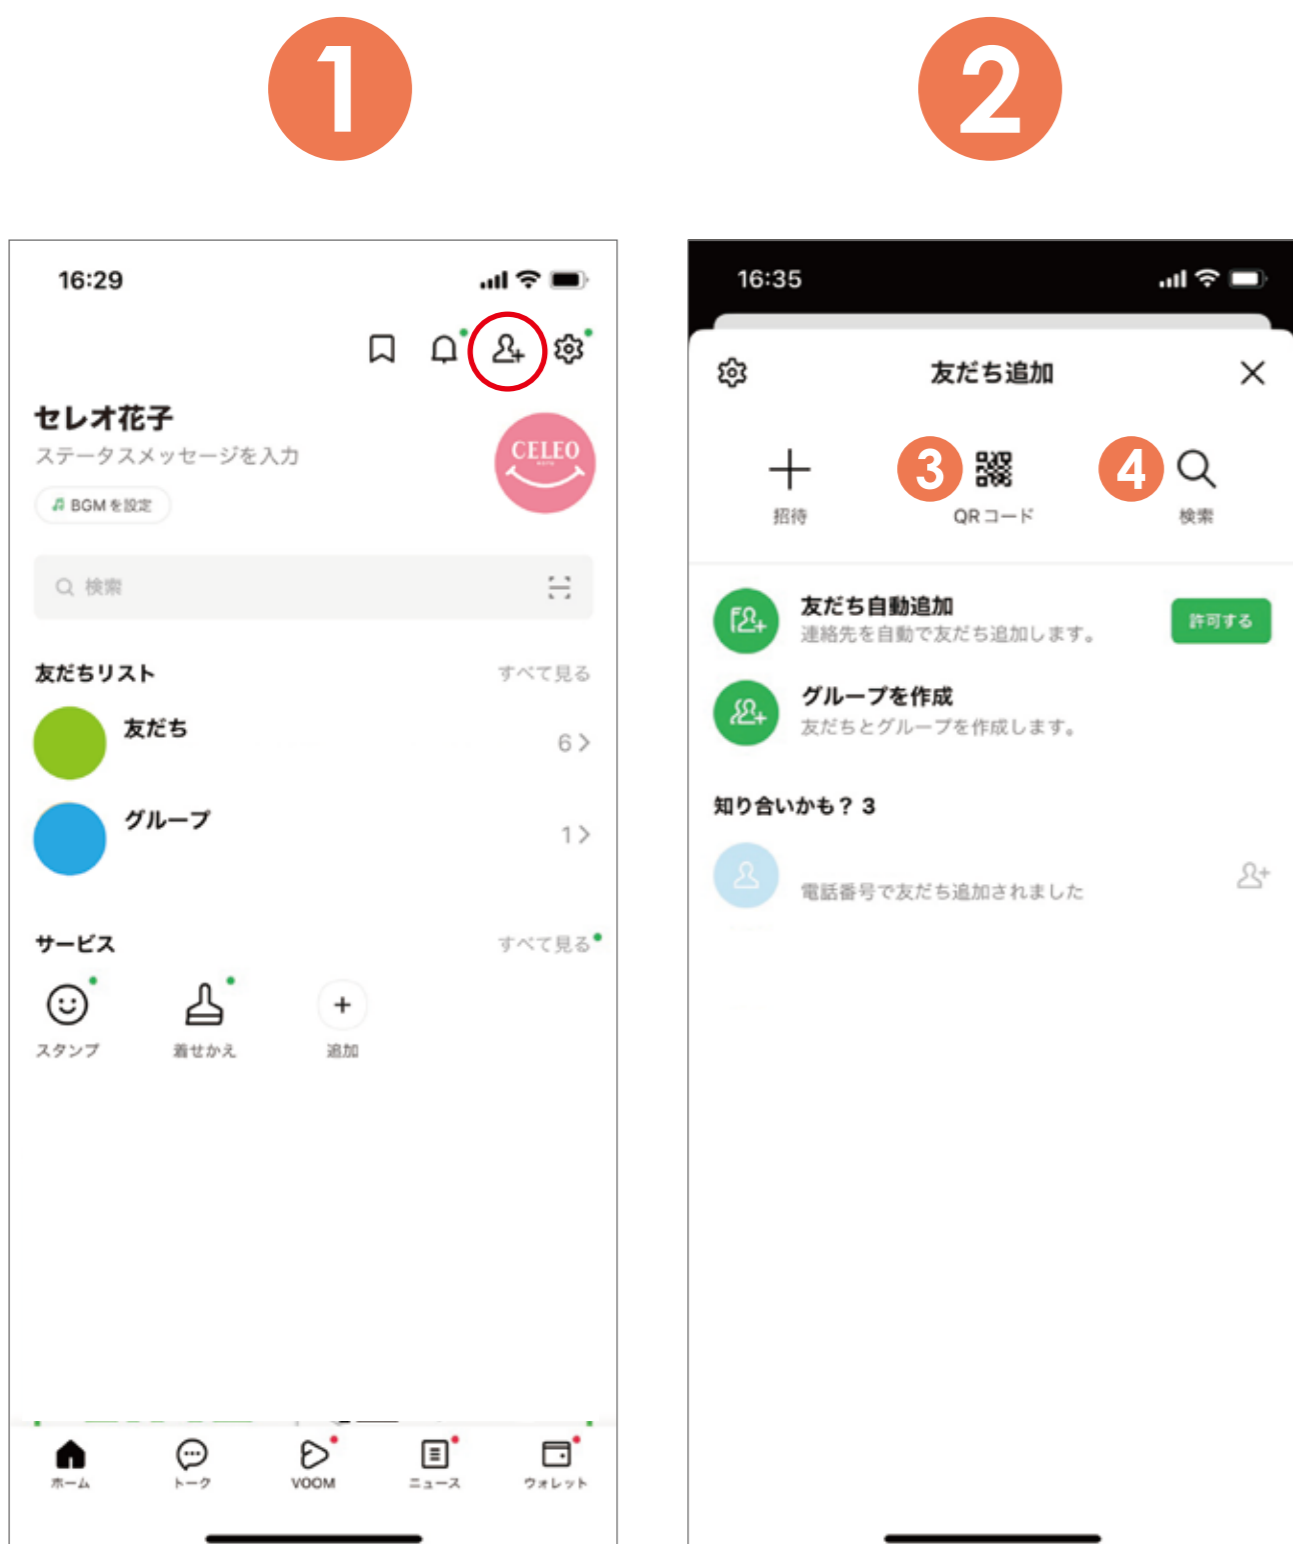 1
2
16:29
セレオ花子
ステータスメッセージを入力
CELEO
BGMを設定
検索
友だちリスト
すべて見る
友だち
6
グループ
1
サービス
すべて見る
スタンプ
着せかえ
追加
ホーム
トーク
VOOM
ニュース
ウォレット
16:35
友だち追加
3
4
招待
QRコード
検索
友だち自動追加
連絡先を自動で友だち追加します。
許可する
グループを作成
友だちとグループを作成します。
知り合いかも？3
電話番号で友だち追加されました